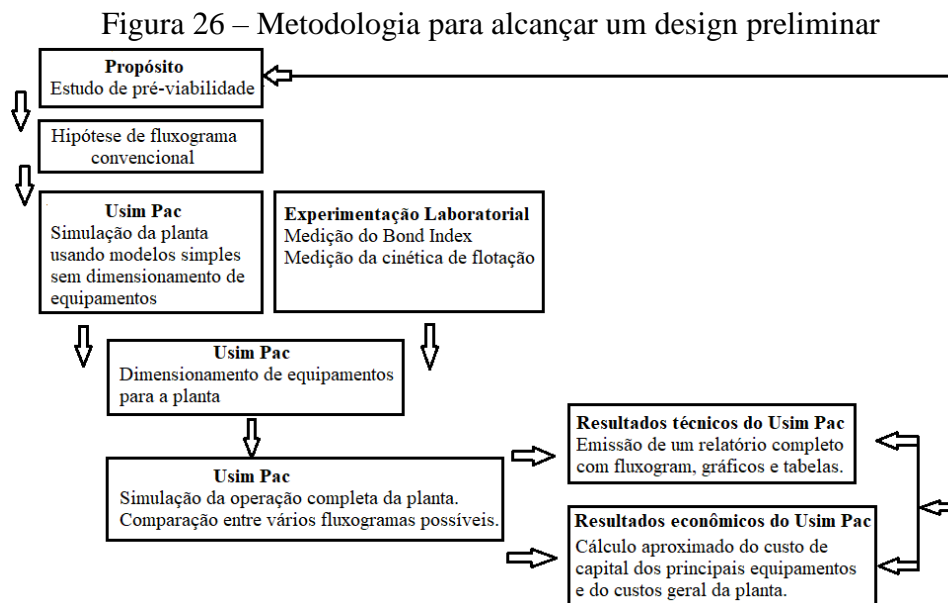 Figura 26 – Metodologia para alcançar um design preliminar
Propósito
Estudo de pré-viabilidade
Hipótese de fluxograma
convencional
Usim Pac
Simulação da planta
usando modelos simples
sem dimensionamento de
equipamentos
Experimentação Laboratorial
Medição do Bond Index
Medição da cinética de flotação
Usim Pac
Dimensionamento de equipamentos
para a planta
Usim Pac
Simulação da operação completa da planta.
Comparação entre vários fluxogramas possíveis.
Resultados técnicos do Usim Pac
Emissão de um relatório completo
com fluxogram, gráficos e tabelas.
Resultados econômicos do Usim Pac
Cálculo aproximado do custo de
capital dos principais equipamentos
e do custos geral da planta.